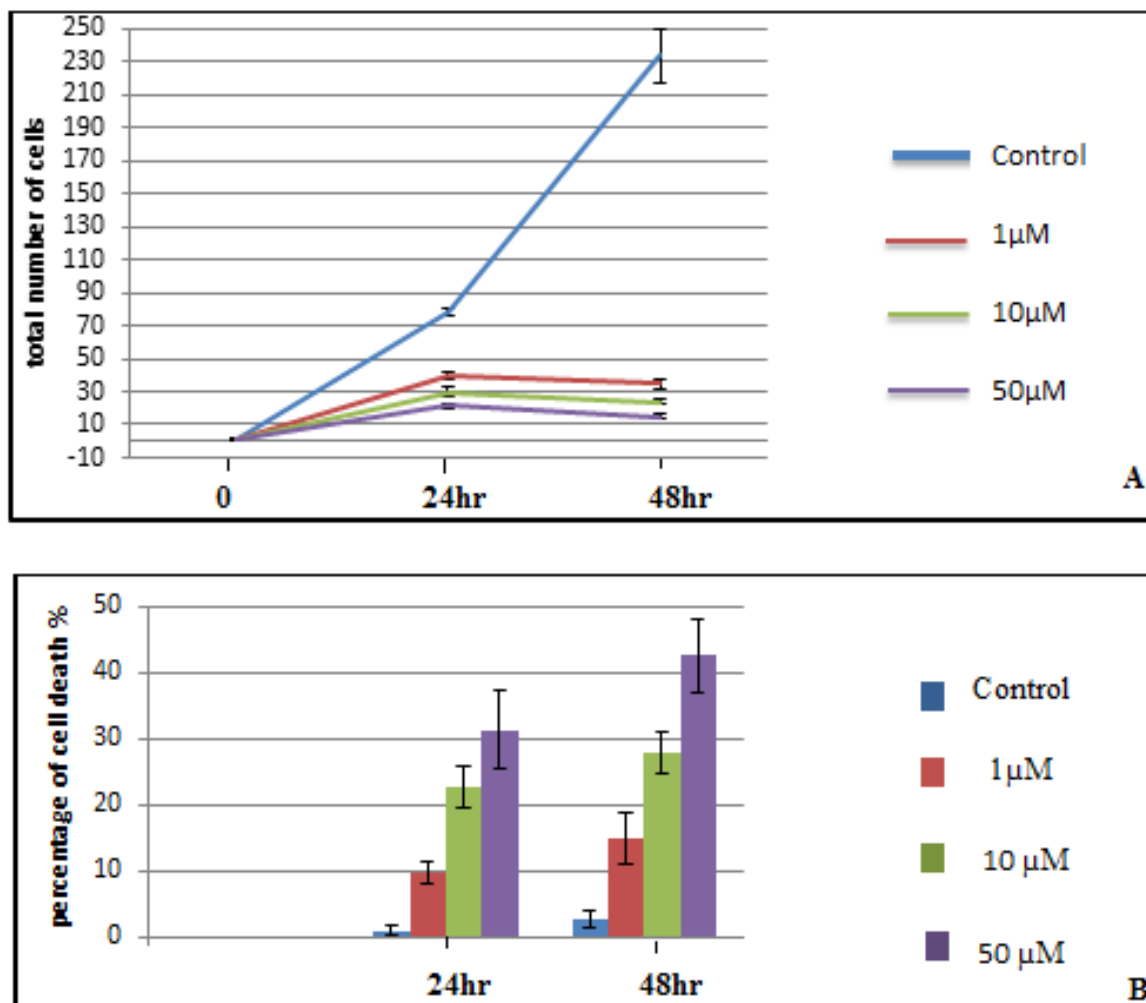 total number of cells
250
230
210
190
170
150
130
110
90
70
50
30
10
-10
0 24hr 48hr
Control
1µM
10µM
50µM
A
percentage of cell death %
50
40
30
20
10
0
24hr 48hr
Control
1µM
10 µM
50 µM
B